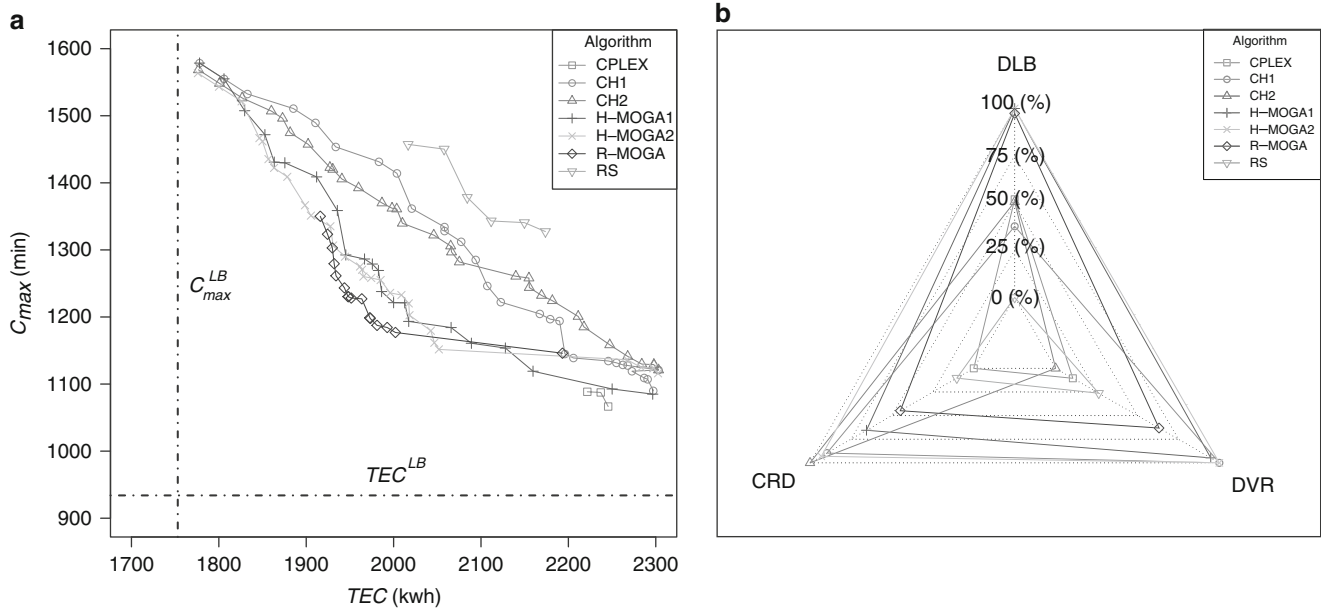 a
1600
1500
1400
1300
1200
1100
1000
900
C_max (min)
1700
1800
1900
2000
2100
2200
2300
TEC (kwh)
C_max^LB
TEC^LB
Algorithm
CPLEX
CH1
CH2
H–MOGA1
H–MOGA2
R–MOGA
RS
b
DLB
100 (%)
75 (%)
50 (%)
25 (%)
0 (%)
CRD
DVR
Algorithm
CPLEX
CH1
CH2
H–MOGA1
H–MOGA2
R–MOGA
RS